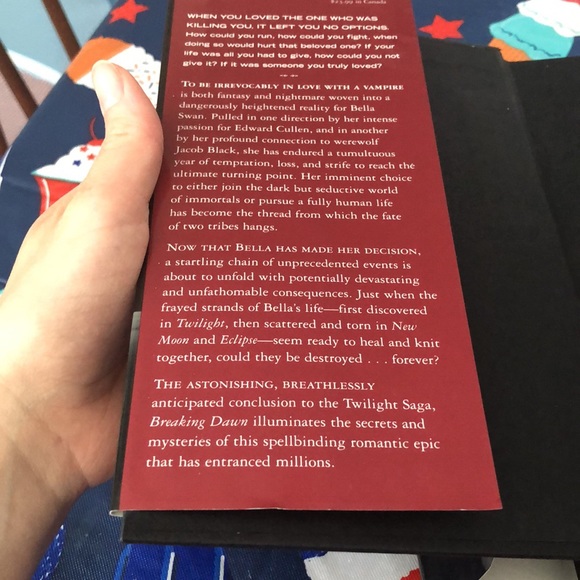 $25.99 in Canada
WHEN YOU LOVED THE ONE WHO WAS
KILLING YOU, IT LEFT YOU NO OPTIONS.
How could you run, how could you fight, when
doing so would hurt that beloved one? If your
life was all you had to give, how could you not
give it? If it was someone you truly loved?
TO BE IRREVOCABLY IN LOVE WITH A VAMPIRE
is both fantasy and nightmare woven into a
dangerously heightened reality for Bella
Swan. Pulled in one direction by her intense
passion for Edward Cullen, and in another
by her profound connection to werewolf
Jacob Black, she has endured a tumultuous
year of temptation, loss, and strife to reach the
ultimate turning point. Her imminent choice
to either join the dark but seductive world
of immortals or pursue a fully human life
has become the thread from which the fate
of two tribes hangs.
NOW THAT BELLA HAS MADE HER DECISION,
a startling chain of unprecedented events is
about to unfold with potentially devastating
and unfathomable consequences. Just when the
frayed strands of Bella's life—first discovered
in Twilight, then scattered and torn in New
Moon and Eclipse—seem ready to heal and knit
together, could they be destroyed . . . forever?
THE ASTONISHING, BREATHLESSLY
anticipated conclusion to the Twilight Saga,
Breaking Dawn illuminates the secrets and
mysteries of this spellbinding romantic epic
that has entranced millions.